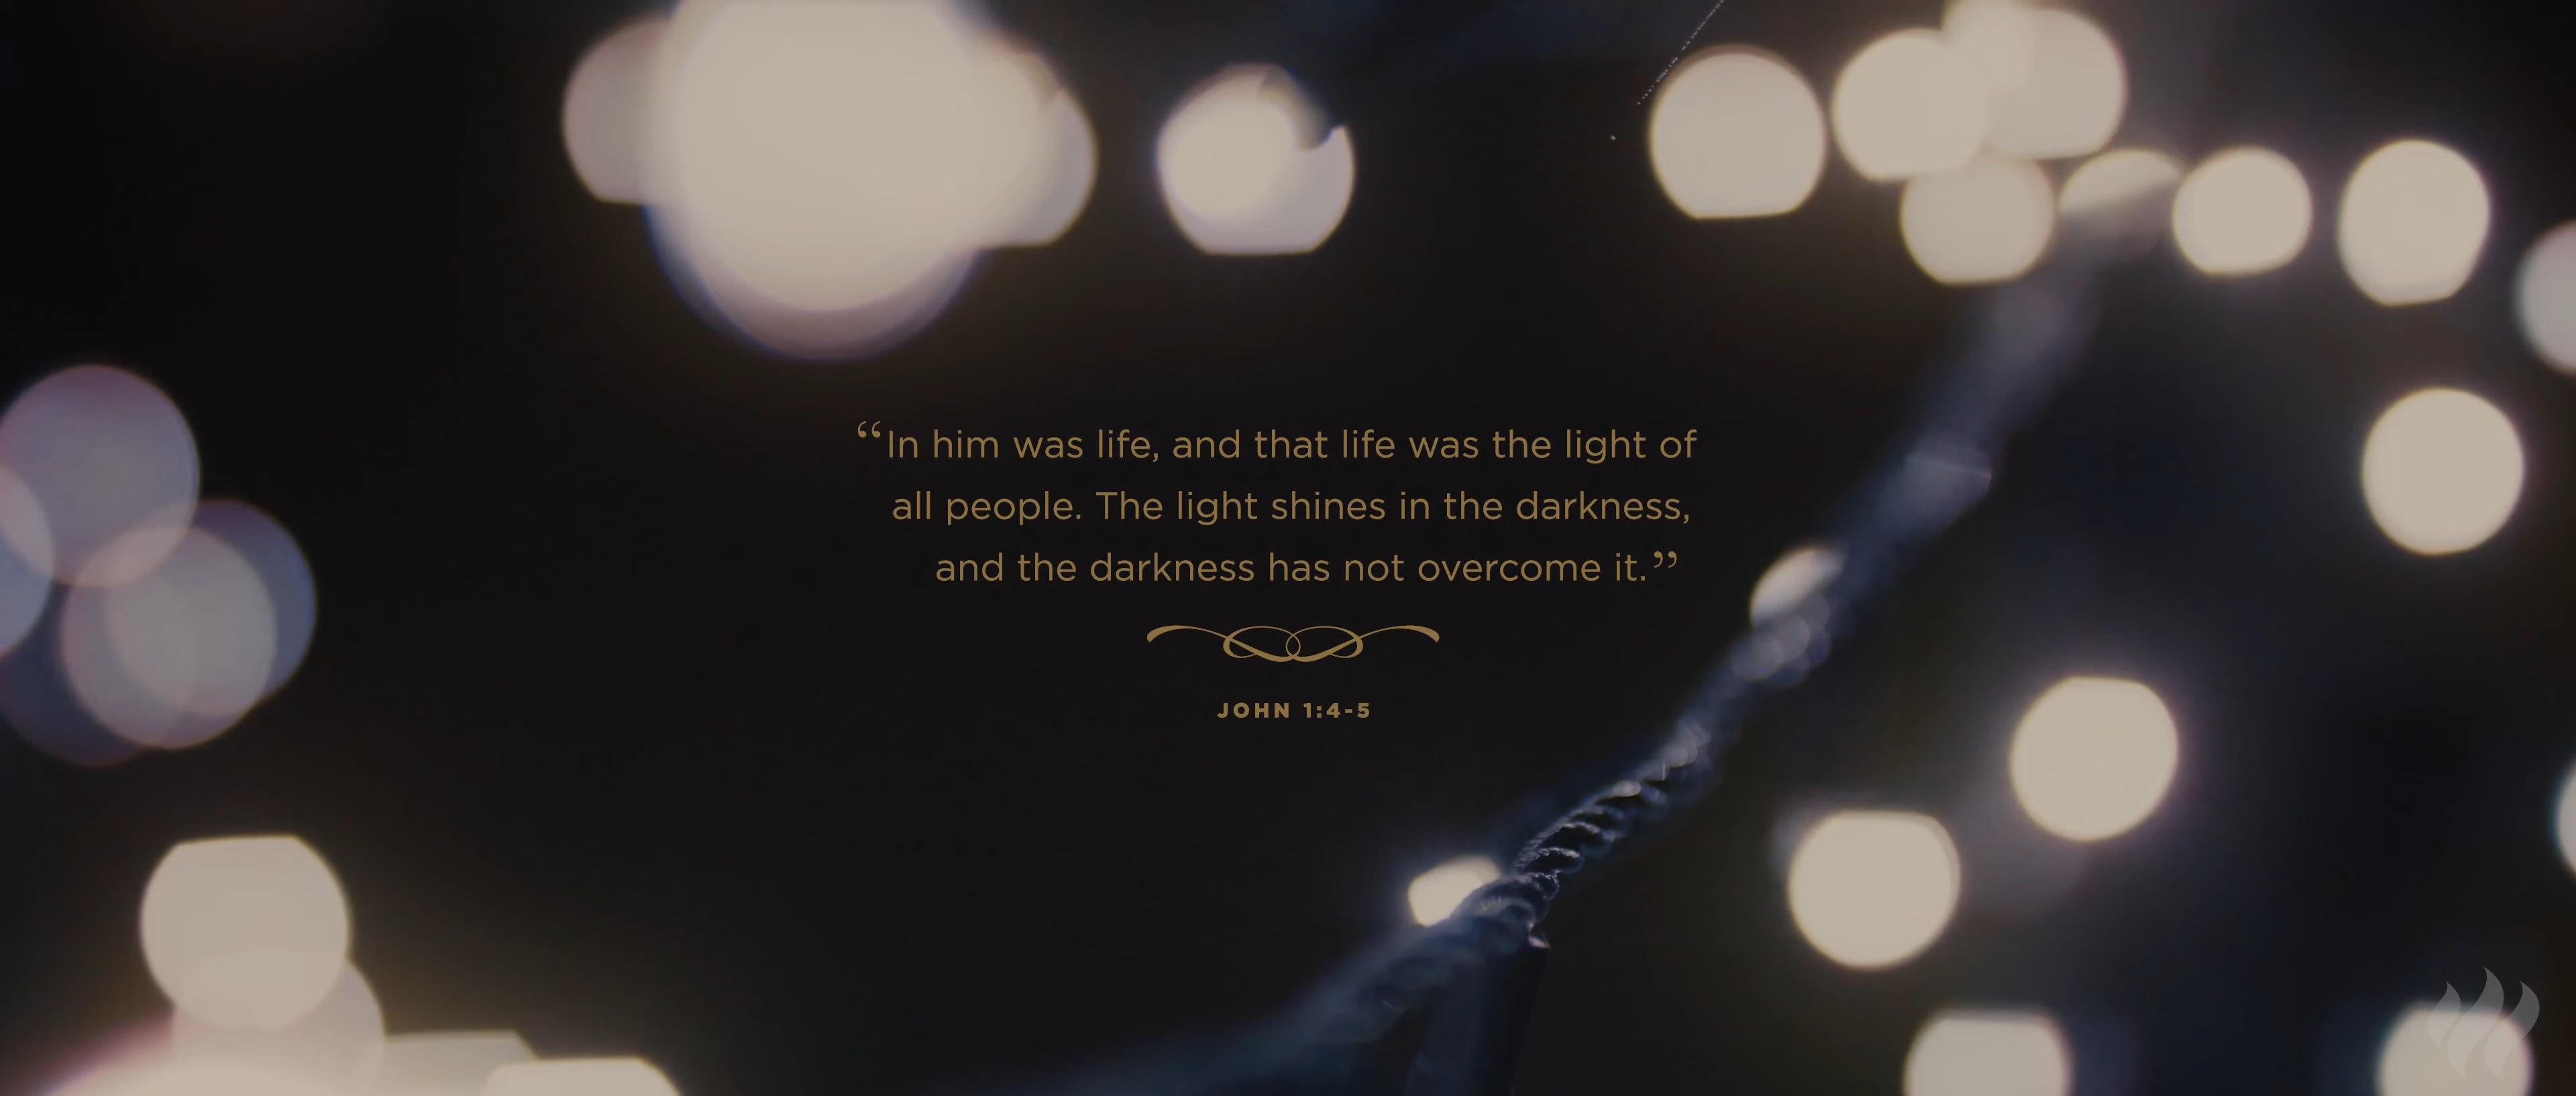 “In him was life, and that life was the light of
all people. The light shines in the darkness,
and the darkness has not overcome it.”
JOHN 1:4-5